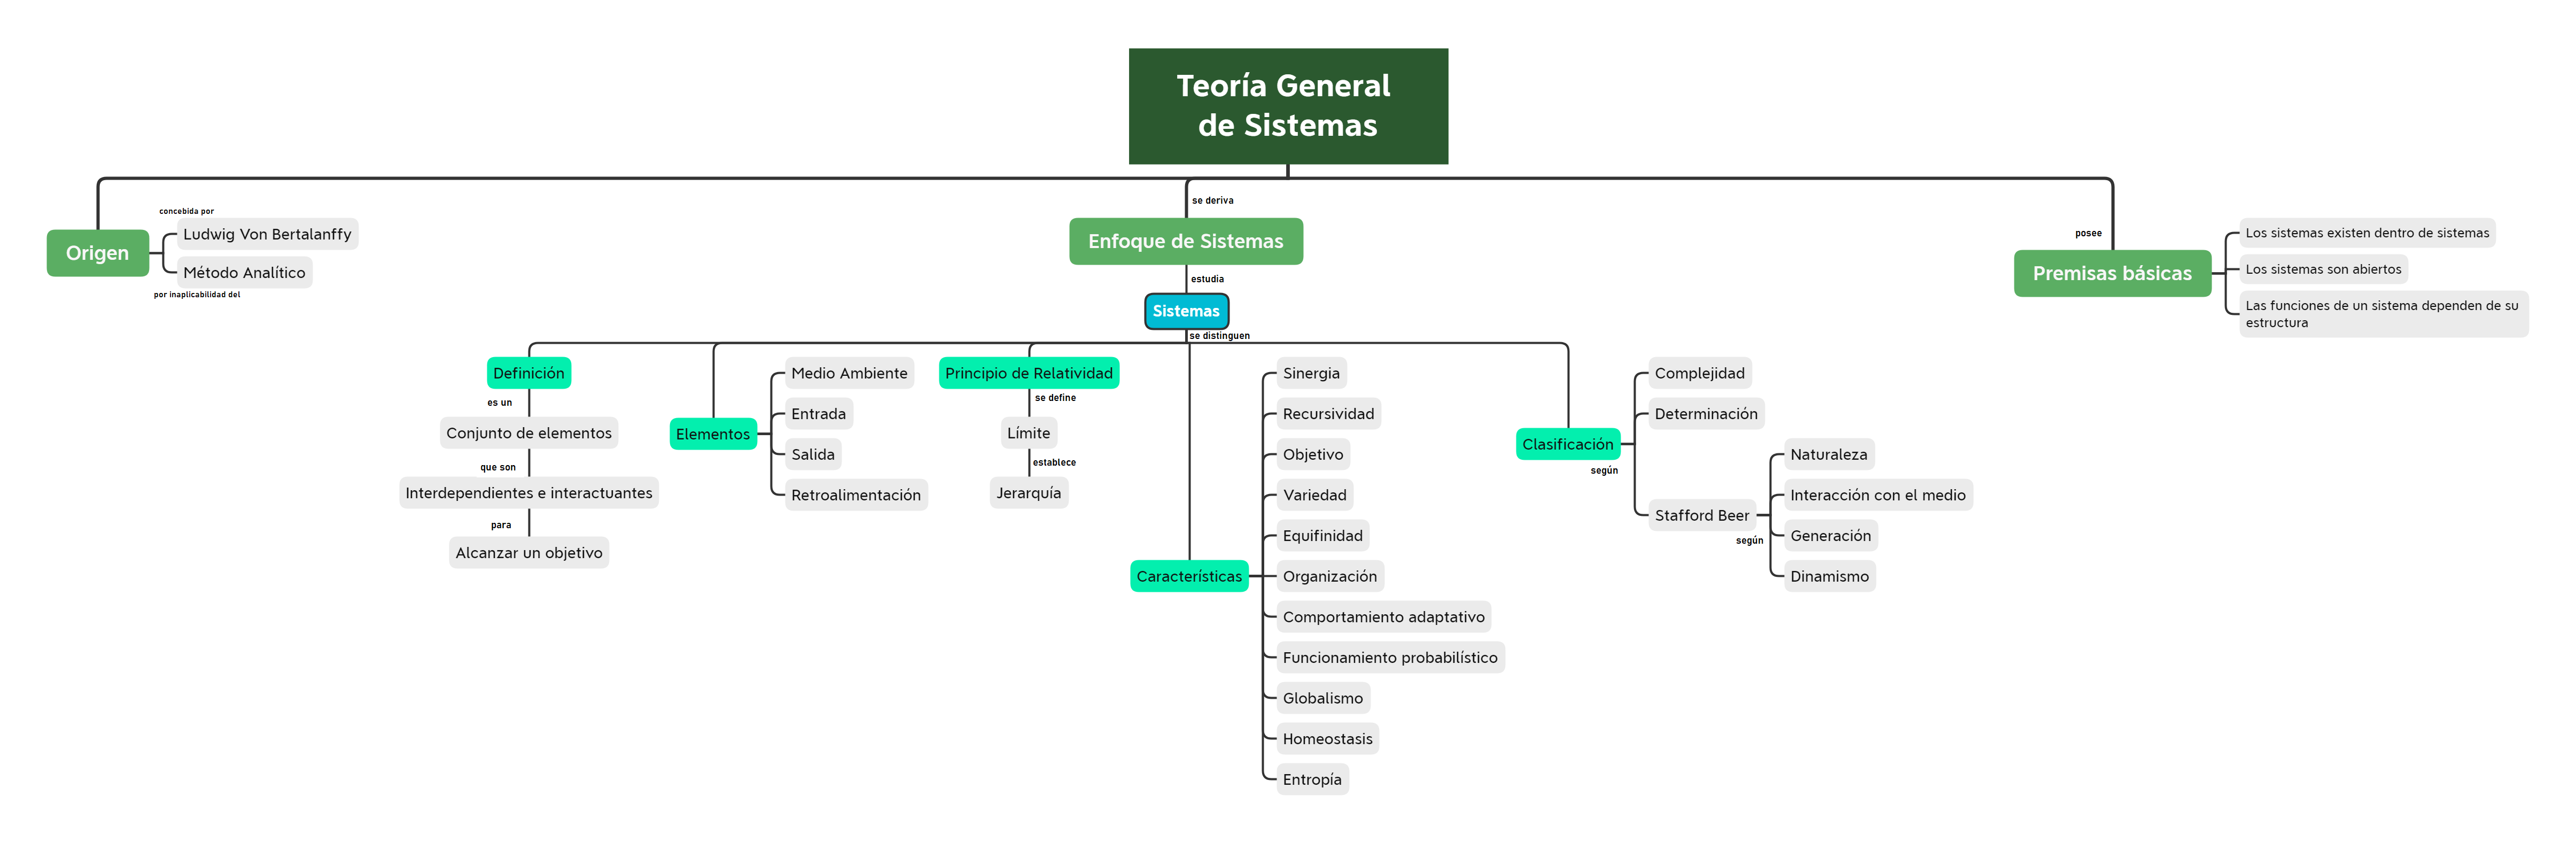 Teoría General
de Sistemas
concebida por
Origen
Ludwig Von Bertalanffy
Método Analítico
por inaplicabilidad del
se deriva
Enfoque de Sistemas
estudia
Sistemas
se distinguen
Definición
es un
Conjunto de elementos
que son
Interdependientes e interactuantes
para
Alcanzar un objetivo
Elementos
Medio Ambiente
Entrada
Salida
Retroalimentación
Principio de Relatividad
se define
Límite
establece
Jerarquía
Características
Sinergia
Recursividad
Objetivo
Variedad
Equifinidad
Organización
Comportamiento adaptativo
Funcionamiento probabilístico
Globalismo
Homeostasis
Entropía
Clasificación
según
Complejidad
Determinación
Stafford Beer
según
Naturaleza
Interacción con el medio
Generación
Dinamismo
posee
Premisas básicas
Los sistemas existen dentro de sistemas
Los sistemas son abiertos
Las funciones de un sistema dependen de su
estructura